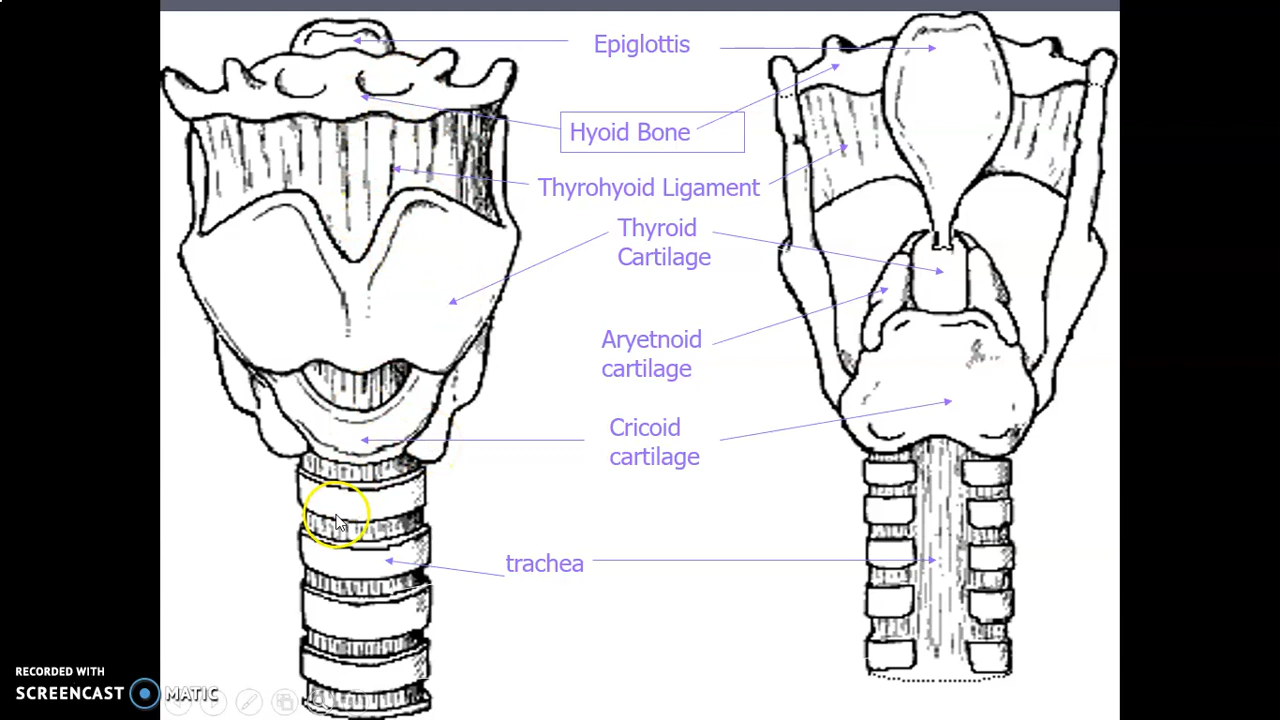 Epiglottis
Hyoid Bone
Thyrohyoid Ligament
Thyroid
Cartilage
Aryetnoid
cartilage
Cricoid
cartilage
trachea
RECORDED WITH
SCREENCAST MATIC